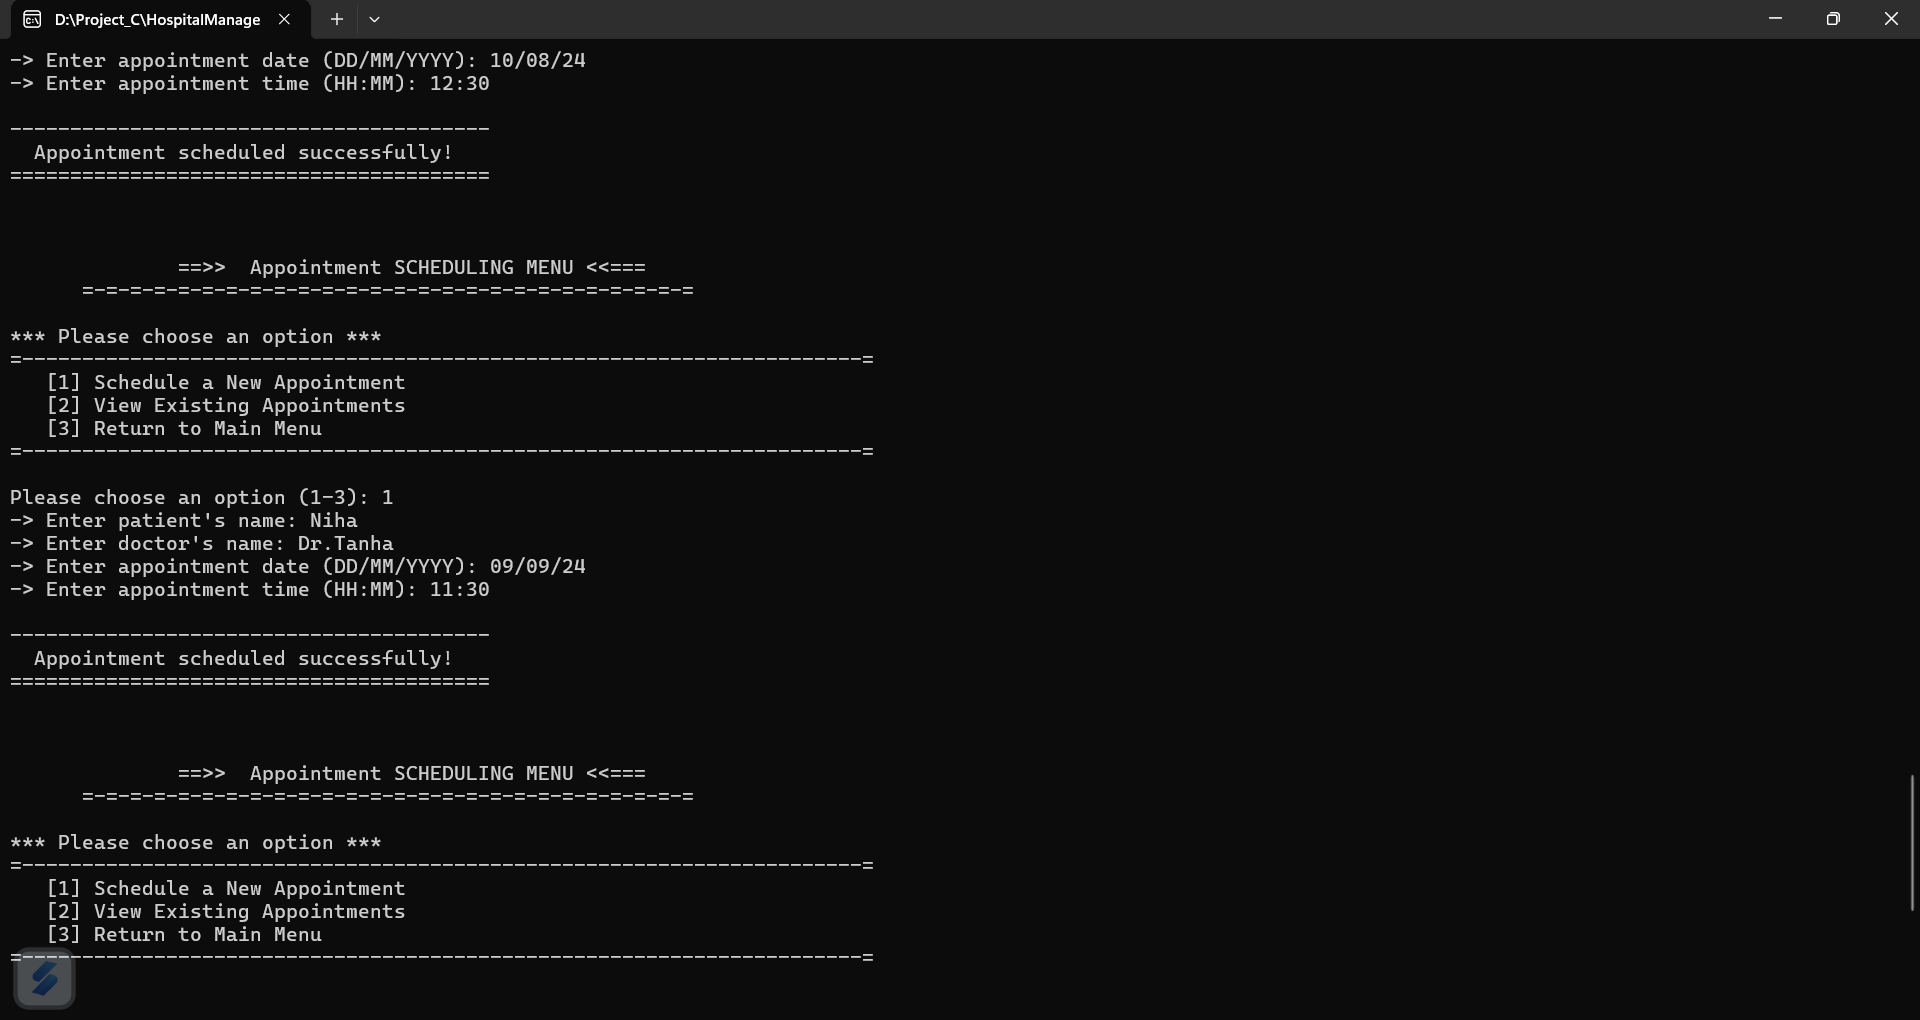 D:\Project_C\HospitalManage
-> Enter appointment date (DD/MM/YYYY): 10/08/24
-> Enter appointment time (HH:MM): 12:30
----------------------------------------
  Appointment scheduled successfully!
========================================
              ==>>  Appointment SCHEDULING MENU <<===
      =-=-=-=-=-=-=-=-=-=-=-=-=-=-=-=-=-=-=-=-=-=-=-=-=-=
*** Please choose an option ***
=----------------------------------------------------------------------=
   [1] Schedule a New Appointment
   [2] View Existing Appointments
   [3] Return to Main Menu
=----------------------------------------------------------------------=
Please choose an option (1-3): 1
-> Enter patient's name: Niha
-> Enter doctor's name: Dr.Tanha
-> Enter appointment date (DD/MM/YYYY): 09/09/24
-> Enter appointment time (HH:MM): 11:30
----------------------------------------
  Appointment scheduled successfully!
========================================
              ==>>  Appointment SCHEDULING MENU <<===
      =-=-=-=-=-=-=-=-=-=-=-=-=-=-=-=-=-=-=-=-=-=-=-=-=-=
*** Please choose an option ***
=----------------------------------------------------------------------=
   [1] Schedule a New Appointment
   [2] View Existing Appointments
   [3] Return to Main Menu
=----------------------------------------------------------------------=